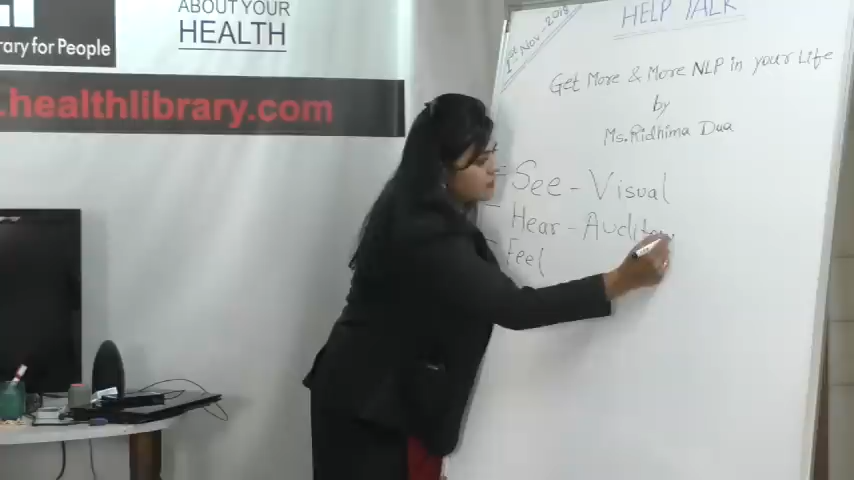 ABOUT YOUR
HEALTH
rary for People
.healthlibrary.com
1st Nov-2018
HELP TALK
Get More & More NLP in your Life
by
Ms.Ridhima Dua
= See - Visual
- Hear - Auditory
- Feel